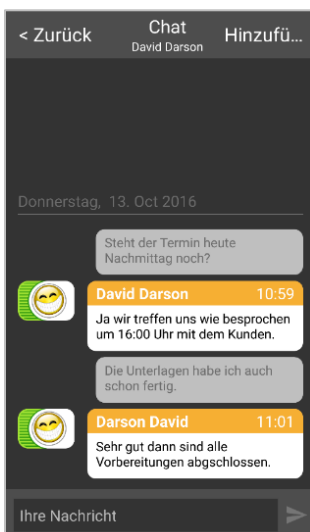 < Zurück Chat Hinzufü...
David Darson
Donnerstag, 13. Oct 2016
Steht der Termin heute
Nachmittag noch?
David Darson 10:59
Ja wir treffen uns wie besprochen
um 16:00 Uhr mit dem Kunden.
Die Unterlagen habe ich auch
schon fertig.
Darson David 11:01
Sehr gut dann sind alle
Vorbereitungen abgschlossen.
Ihre Nachricht